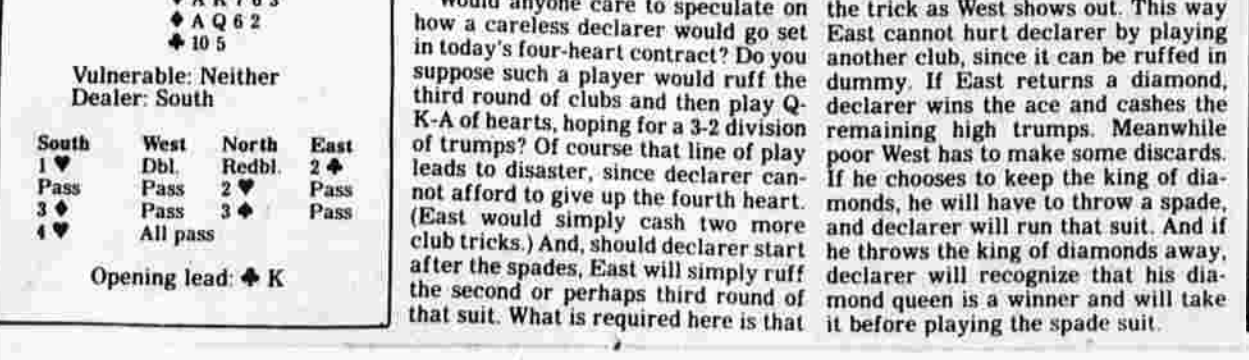 ♦ A Q 6 2
♣ 10 5
Vulnerable: Neither
Dealer: South
South West North East
1 ♥ Dbl. Redbl. 2 ♣
Pass Pass 2 ♥ Pass
3 ♦ Pass 3 ♠ Pass
4 ♥ All pass
Opening lead: ♣ K
Would anyone care to speculate on
how a careless declarer would go set
in today's four-heart contract? Do you
suppose such a player would ruff the
third round of clubs and then play Q-
K-A of hearts, hoping for a 3-2 division
of trumps? Of course that line of play
leads to disaster, since declarer can-
not afford to give up the fourth heart.
(East would simply cash two more
club tricks.) And, should declarer start
after the spades, East will simply ruff
the second or perhaps third round of
that suit. What is required here is that
the trick as West shows out. This way
East cannot hurt declarer by playing
another club, since it can be ruffed in
dummy. If East returns a diamond,
declarer wins the ace and cashes the
remaining high trumps. Meanwhile
poor West has to make some discards.
If he chooses to keep the king of dia-
monds, he will have to throw a spade,
and declarer will run that suit. And if
he throws the king of diamonds away,
declarer will recognize that his dia-
mond queen is a winner and will take
it before playing the spade suit.